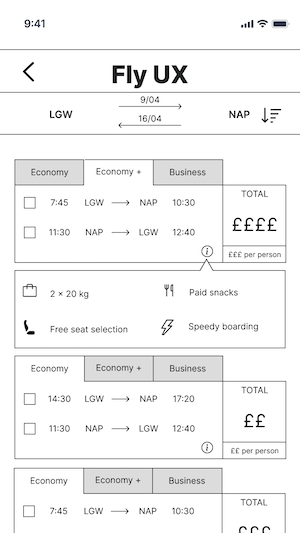 9:41
Fly UX
LGW 9/04 16/04 NAP
Economy Economy + Business
7:45 LGW NAP 10:30
11:30 NAP LGW 12:40
TOTAL
££££
£££ per person
i
2 × 20 kg
Paid snacks
Free seat selection
Speedy boarding
Economy Economy + Business
14:30 LGW NAP 17:20
11:30 NAP LGW 12:40
TOTAL
££
££ per person
i
Economy Economy + Business
7:45 LGW NAP 10:30
TOTAL
£££